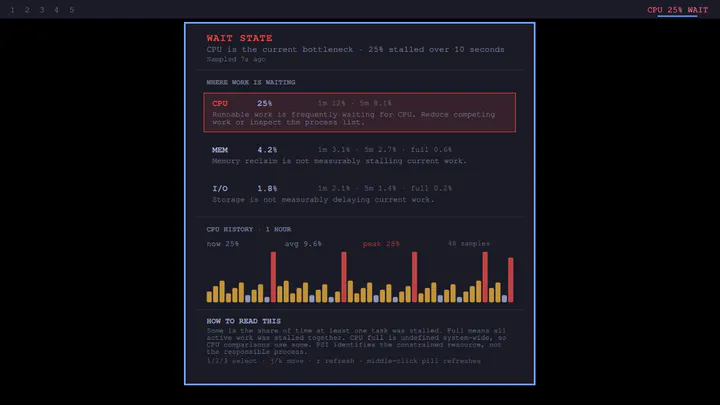 1 2 3 4 5
CPU 25% WAIT
WAIT STATE
CPU is the current bottleneck · 25% stalled over 10 seconds
Sampled 7s ago
WHERE WORK IS WAITING
CPU 25% 1m 12% · 5m 8.1%
Runnable work is frequently waiting for CPU. Reduce competing
work or inspect the process list.
MEM 4.2% 1m 3.1% · 5m 2.7% · full 0.6%
Memory reclaim is not measurably stalling current work.
I/O 1.8% 1m 2.1% · 5m 1.4% · full 0.2%
Storage is not measurably delaying current work.
CPU HISTORY · 1 HOUR
now 25% avg 9.6% peak 28% 48 samples
HOW TO READ THIS
Some is the share of time at least one task was stalled. Full means all
active work was stalled together. CPU full is undefined system-wide, so
CPU comparisons use some. PSI identifies the constrained resource, not
the responsible process.
1/2/3 select · j/k move · r refresh · middle-click pill refreshes